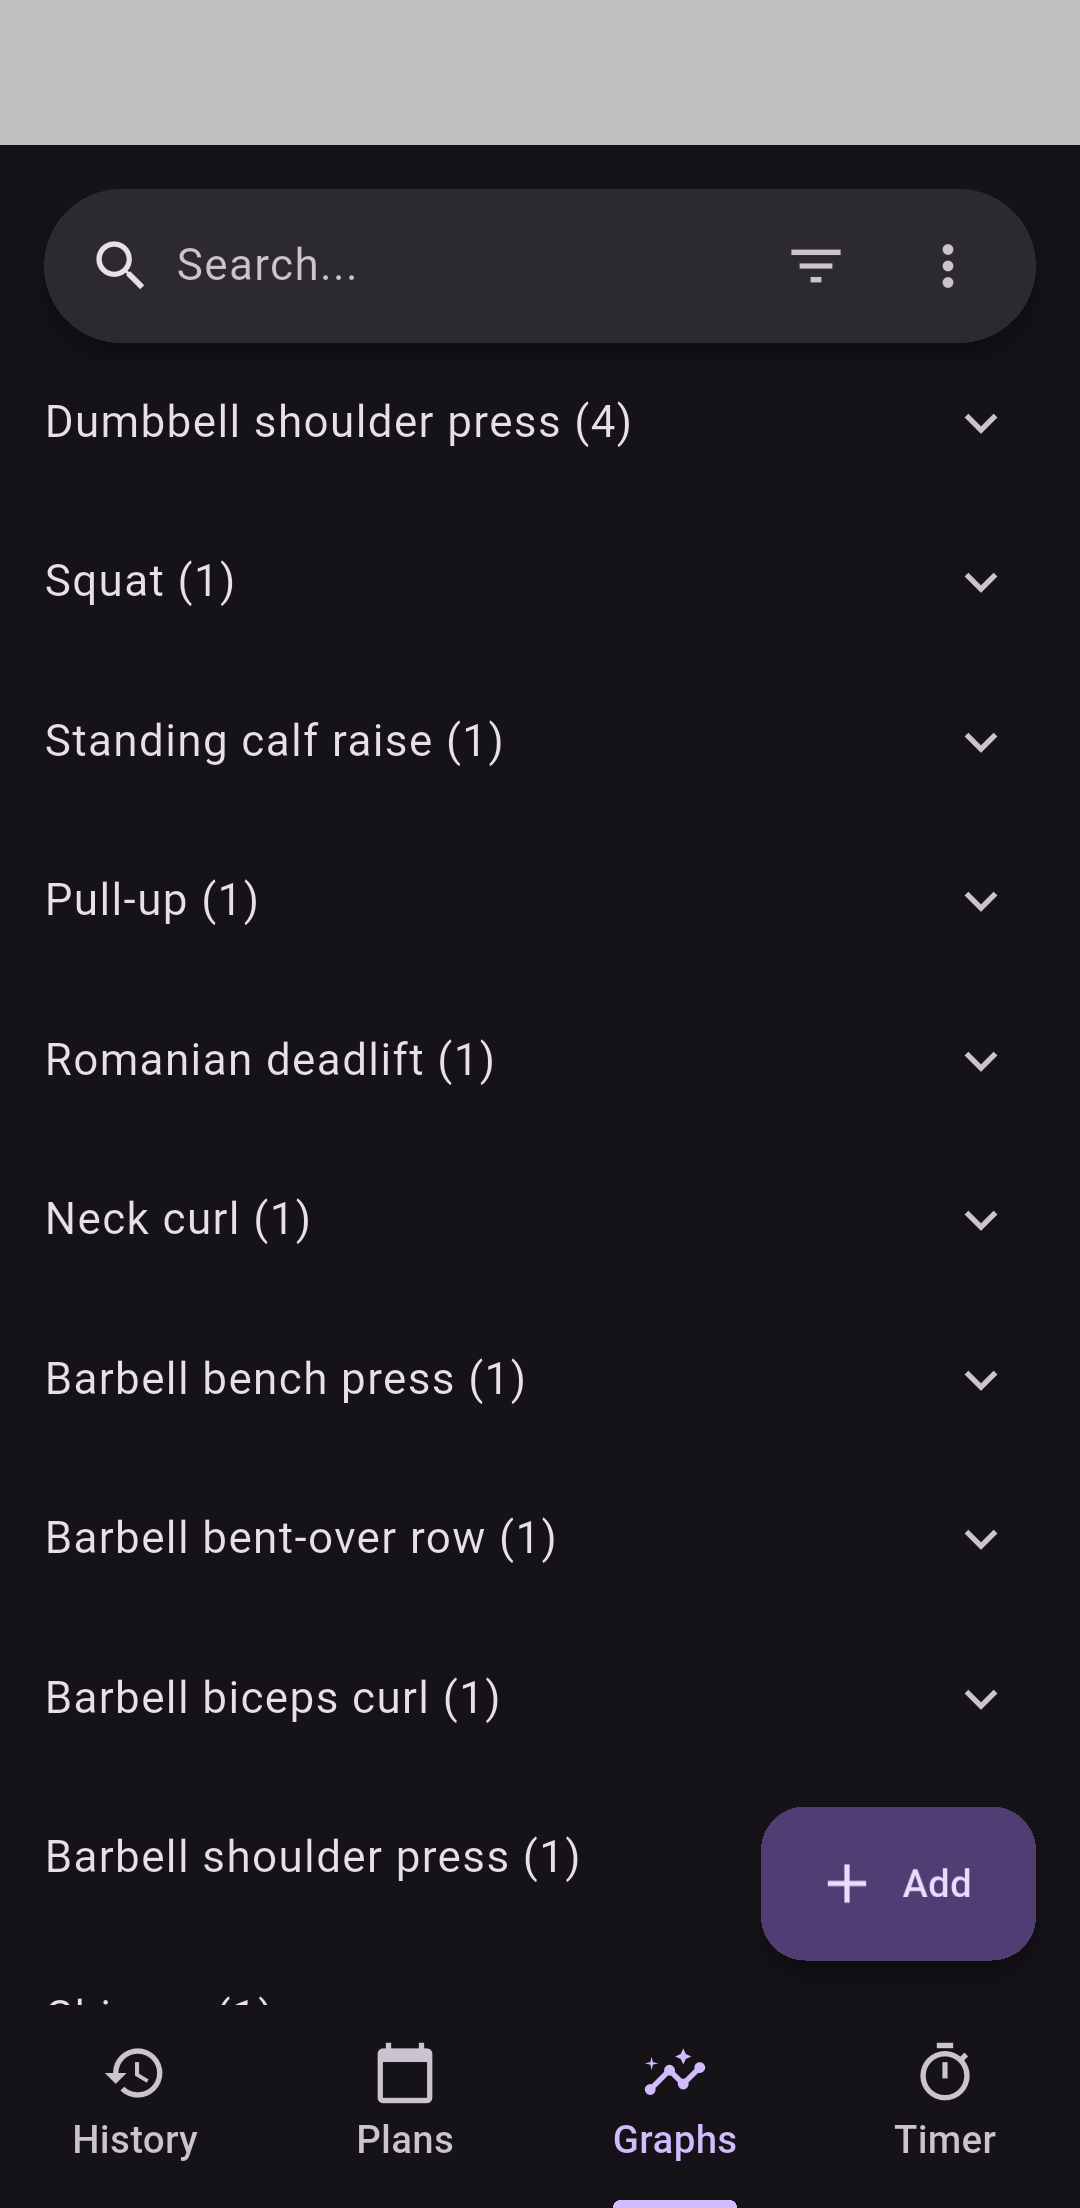 Search...
Dumbbell shoulder press (4)
Squat (1)
Standing calf raise (1)
Pull-up (1)
Romanian deadlift (1)
Neck curl (1)
Barbell bench press (1)
Barbell bent-over row (1)
Barbell biceps curl (1)
Barbell shoulder press (1)
Add
(1)
History
Plans
Graphs
Timer